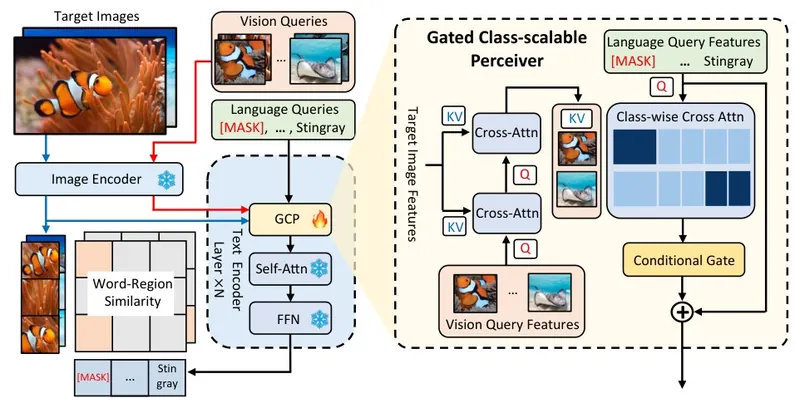 Target Images
Vision Queries
...
Language Queries
[MASK], ... , Stingray
Image Encoder
GCP
Self-Attn
FFN
Text Encoder
Layer ×N
Word-Region
Similarity
[MASK]
...
Stin
gray
Gated Class-scalable
Perceiver
Target Image Features
KV
Cross-Attn
Q
KV
Cross-Attn
Q
...
Vision Query Features
KV
Language Query Features
[MASK] ... Stingray
Q
Class-wise Cross Attn
Conditional Gate
+